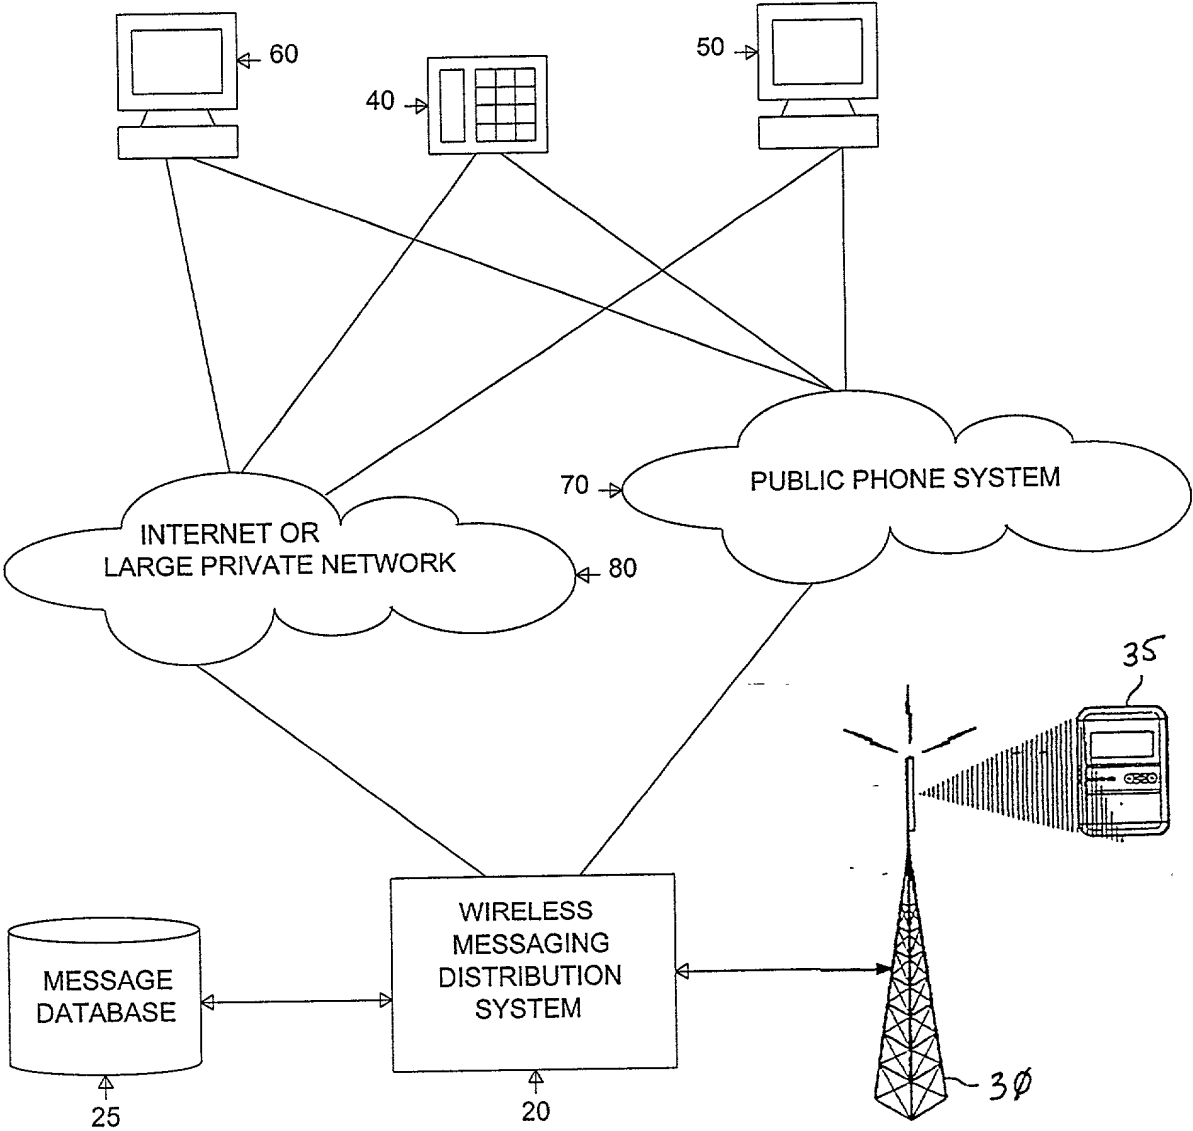 60
40
50
70
PUBLIC PHONE SYSTEM
INTERNET OR
LARGE PRIVATE NETWORK
80
35
WIRELESS
MESSAGING
DISTRIBUTION
SYSTEM
MESSAGE
DATABASE
25
20
30